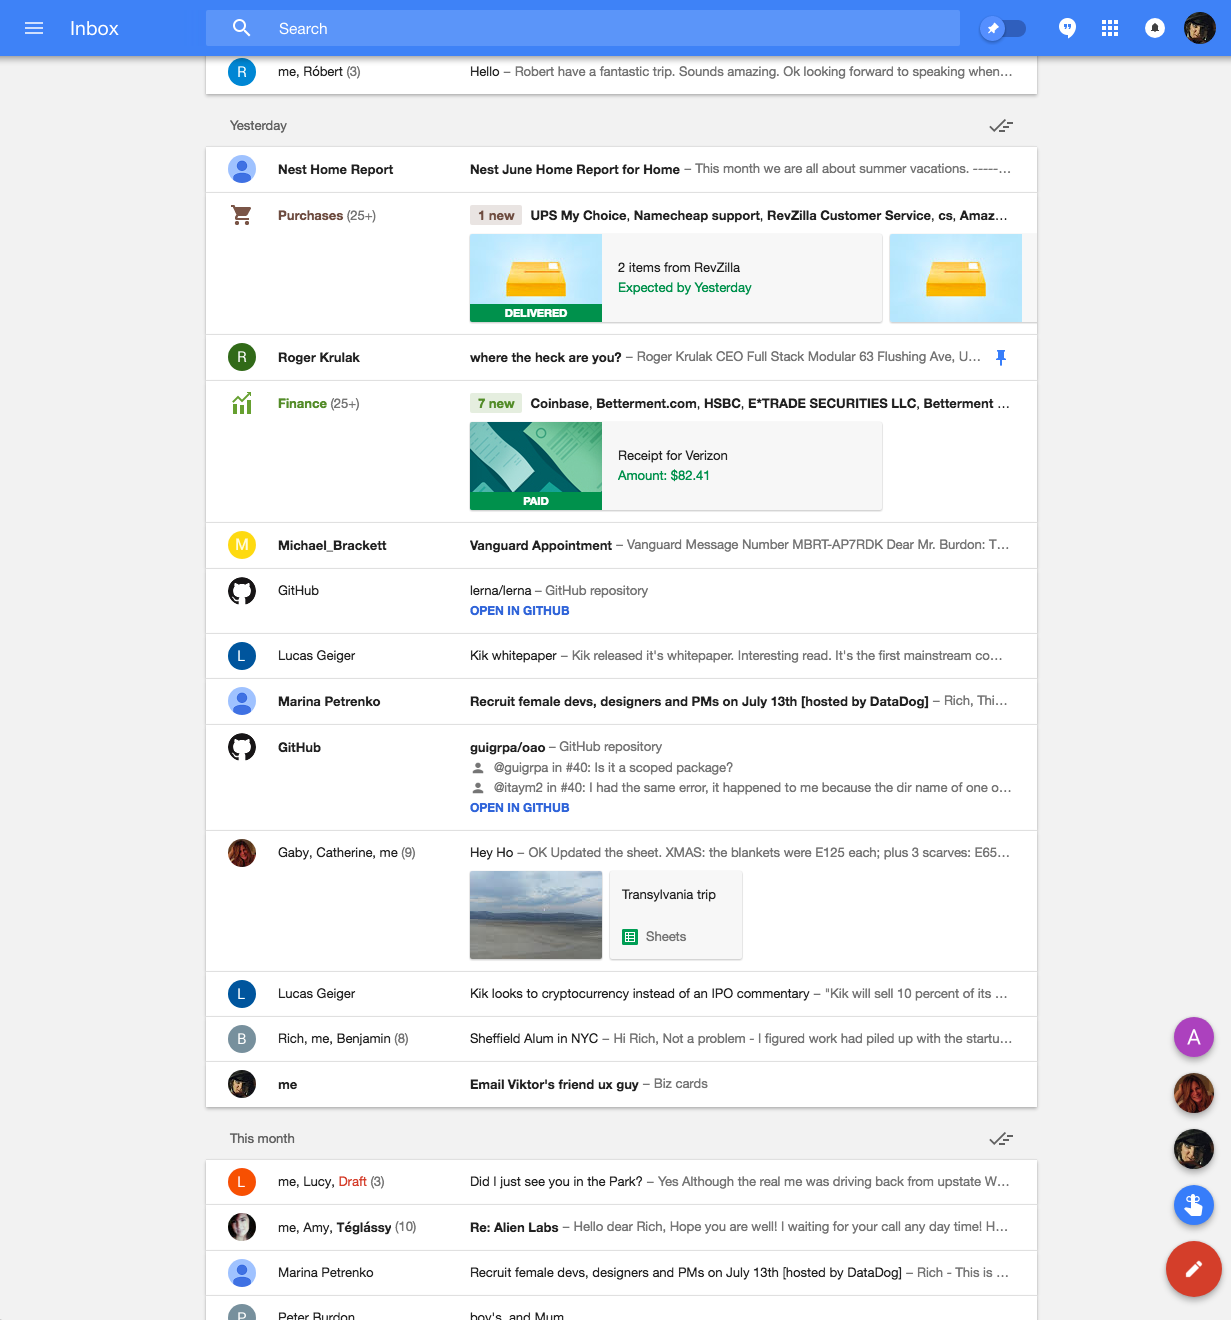 Inbox
Search
R
me, Róbert (3)
Hello – Robert have a fantastic trip. Sounds amazing. Ok looking forward to speaking when…
Yesterday
Nest Home Report
Nest June Home Report for Home – This month we are all about summer vacations. -----…
Purchases (25+)
1 new UPS My Choice, Namecheap support, RevZilla Customer Service, cs, Amaz…
2 items from RevZilla
Expected by Yesterday
DELIVERED
R
Roger Krulak
where the heck are you? – Roger Krulak CEO Full Stack Modular 63 Flushing Ave, U…
Finance (25+)
7 new Coinbase, Betterment.com, HSBC, E*TRADE SECURITIES LLC, Betterment …
Receipt for Verizon
Amount: $82.41
PAID
M
Michael_Brackett
Vanguard Appointment – Vanguard Message Number MBRT-AP7RDK Dear Mr. Burdon: T…
GitHub
lerna/lerna – GitHub repository
OPEN IN GITHUB
L
Lucas Geiger
Kik whitepaper – Kik released it's whitepaper. Interesting read. It's the first mainstream co…
Marina Petrenko
Recruit female devs, designers and PMs on July 13th [hosted by DataDog] – Rich, Thi…
GitHub
guigrpa/oao – GitHub repository
@guigrpa in #40: Is it a scoped package?
@itaym2 in #40: I had the same error, it happened to me because the dir name of one o…
OPEN IN GITHUB
Gaby, Catherine, me (9)
Hey Ho – OK Updated the sheet. XMAS: the blankets were E125 each; plus 3 scarves: E65…
Transylvania trip
Sheets
L
Lucas Geiger
Kik looks to cryptocurrency instead of an IPO commentary – "Kik will sell 10 percent of its …
B
Rich, me, Benjamin (8)
Sheffield Alum in NYC – Hi Rich, Not a problem - I figured work had piled up with the startu…
A
me
Email Viktor's friend ux guy – Biz cards
This month
L
me, Lucy, Draft (3)
Did I just see you in the Park? – Yes Although the real me was driving back from upstate W…
me, Amy, Téglássy (10)
Re: Alien Labs – Hello dear Rich, Hope you are well! I waiting for your call any day time! H…
Marina Petrenko
Recruit female devs, designers and PMs on July 13th [hosted by DataDog] – Rich - This is …
P
Peter Burdon
boy's, and Mum